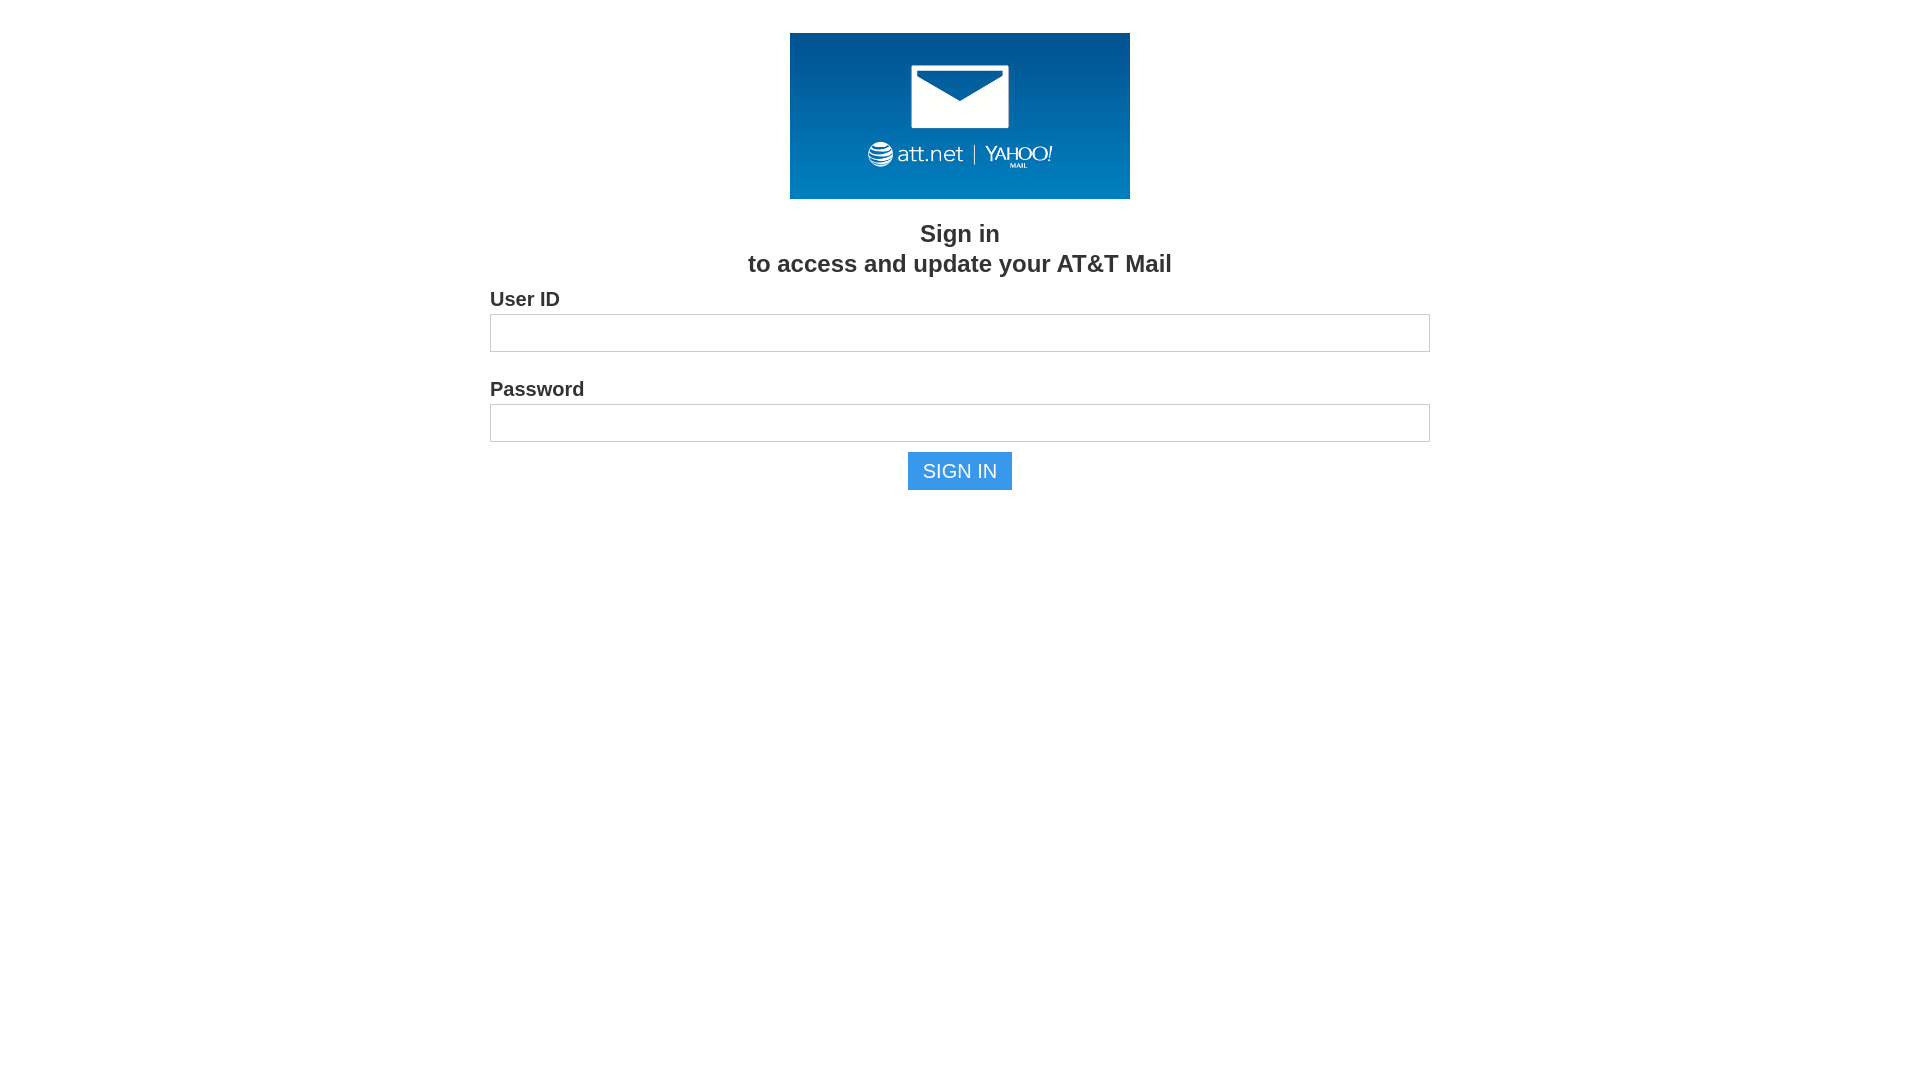 att.net | YAHOO!
MAIL
Sign in
to access and update your AT&T Mail
User ID
Password
SIGN IN